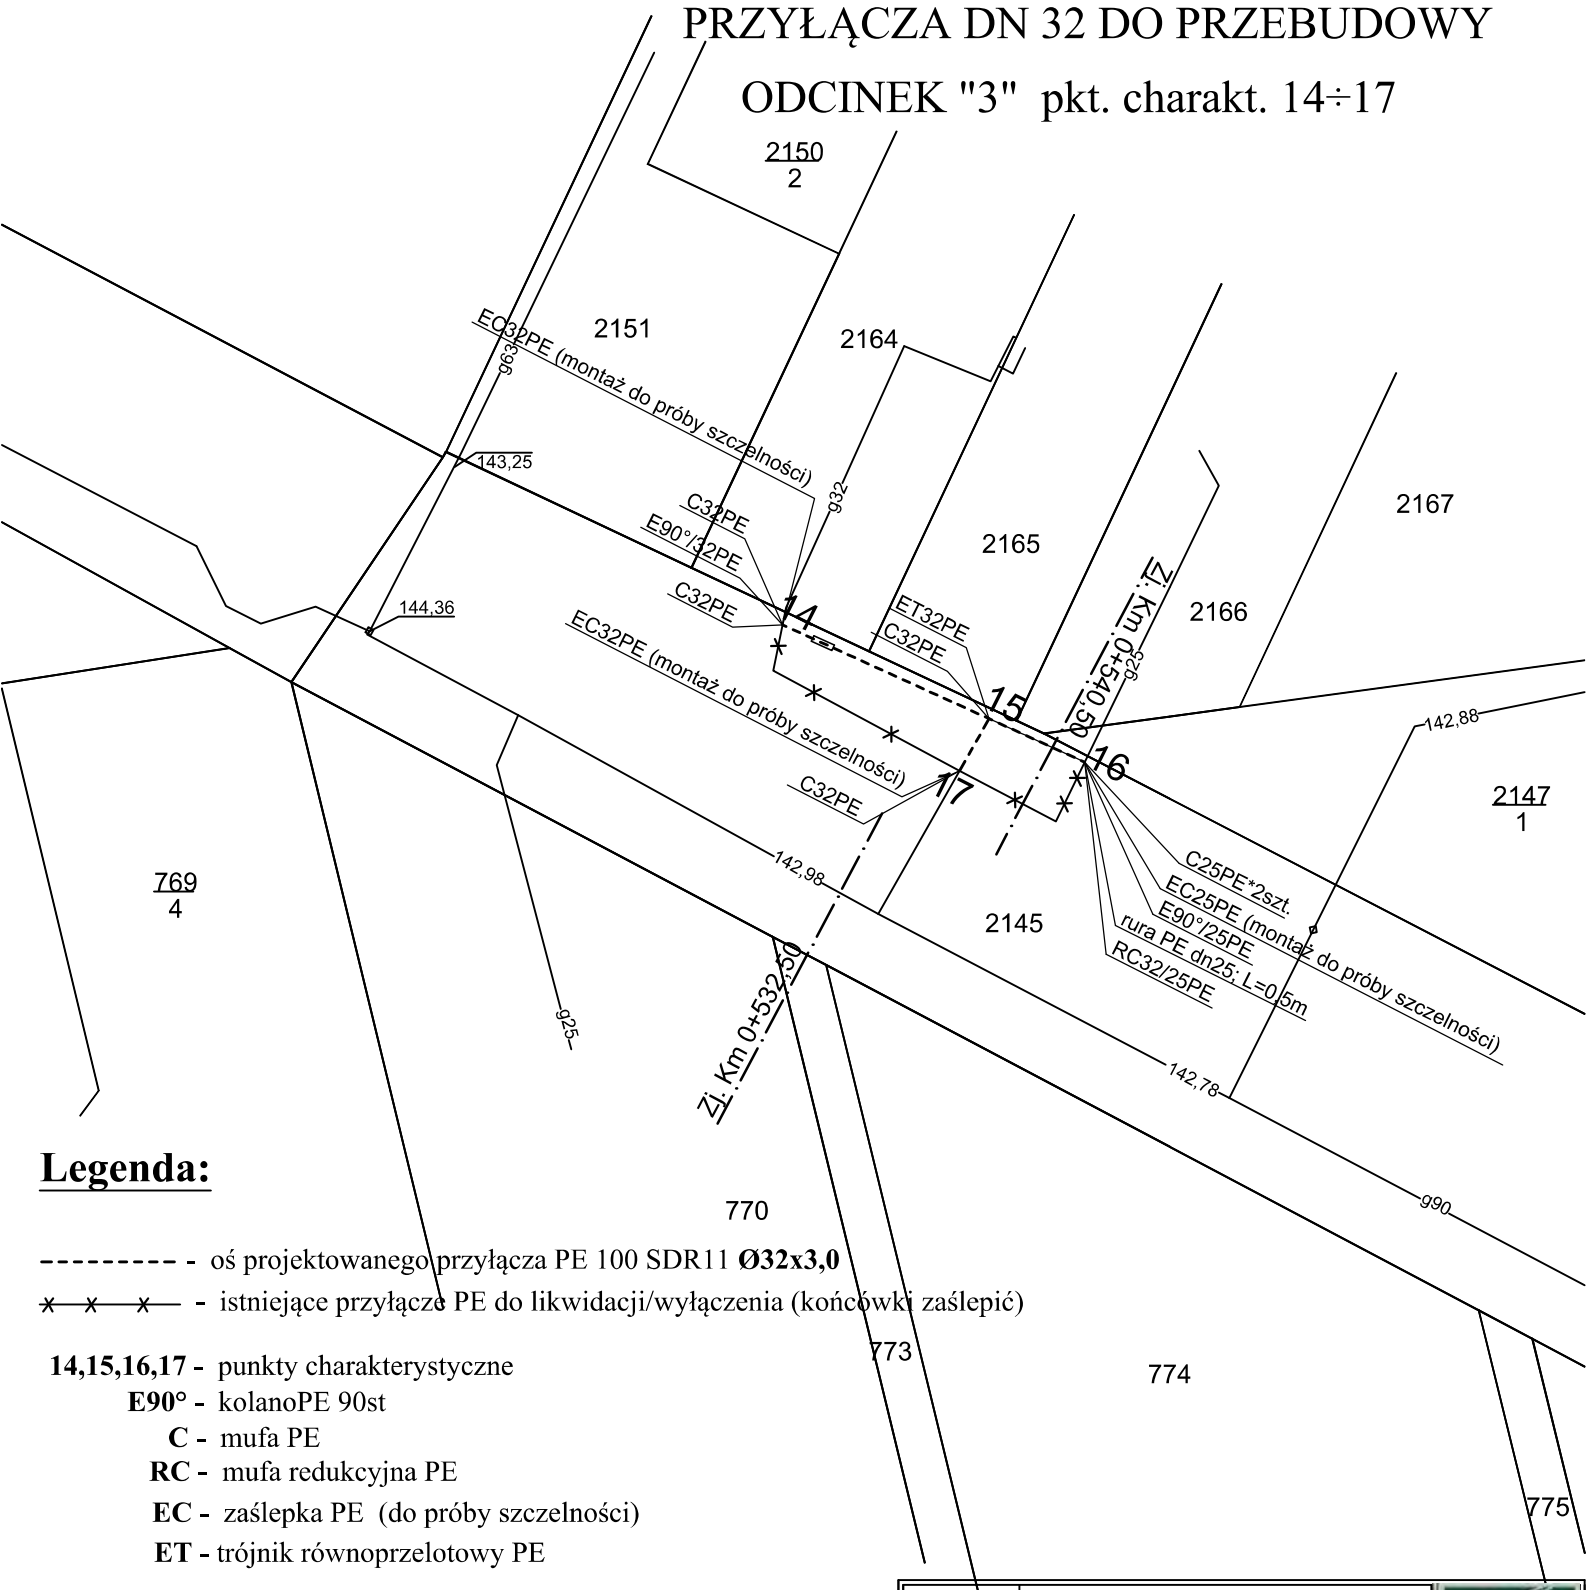 PRZYŁĄCZA DN 32 DO PRZEBUDOWY
ODCINEK "3" pkt. charakt. 14÷17
2150
2
2151
2164
EC32PE (montaż do próby szczelności)
g63
143,25
C32PE
E90°/32PE
C32PE
g32
2165
2167
144,36
14
EC32PE (montaż do próby szczelności)
ET32PE
C32PE
Zj. Km 0+540,50
g25
2166
15
16
17
C32PE
142,88
2147
1
769
4
142,98
2145
C25PE*2szt.
EC25PE (montaż do próby szczelności)
E90°/25PE
rura PE dn25; L=0,5m
RC32/25PE
g25
Zj. Km 0+532,50
142,78
g90
Legenda:
770
- oś projektowanego przyłącza PE 100 SDR11 Ø32x3,0
- istniejące przyłącze PE do likwidacji/wyłączenia (końcówki zaślepić)
773
774
14,15,16,17 - punkty charakterystyczne
E90° - kolanoPE 90st
C - mufa PE
RC - mufa redukcyjna PE
EC - zaślepka PE (do próby szczelności)
775
ET - trójnik równoprzelotowy PE